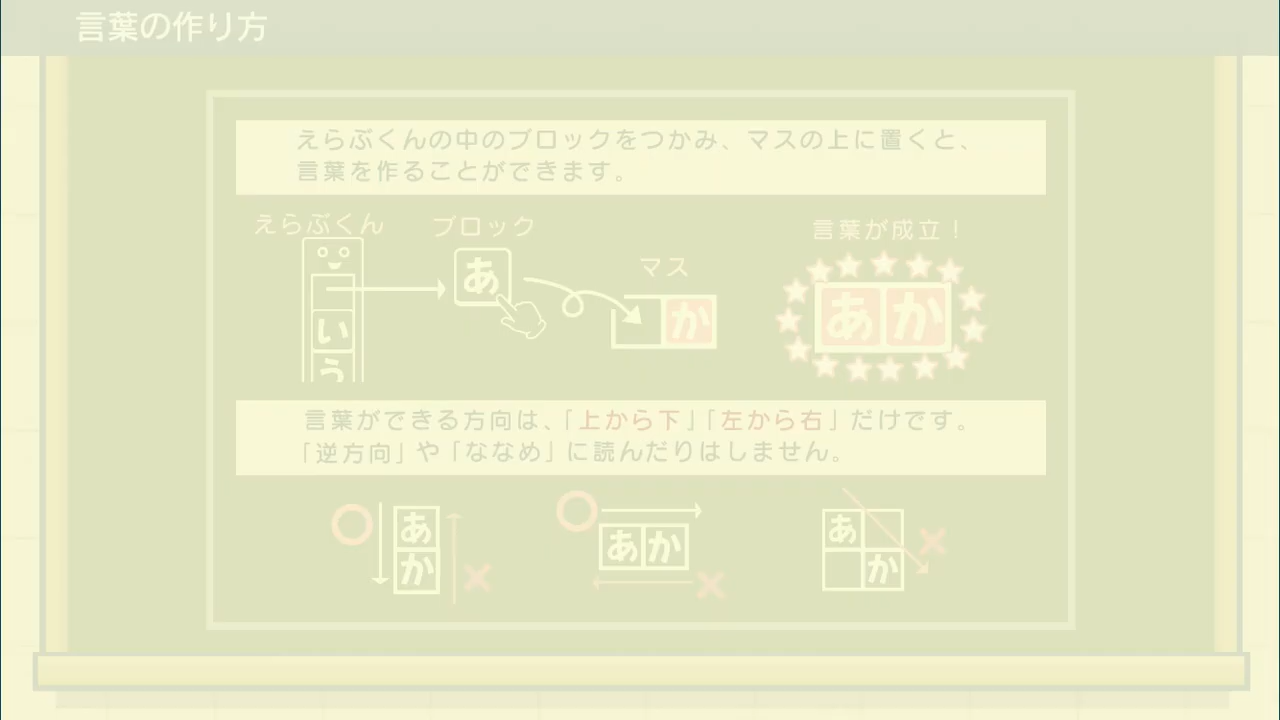 言葉の作り方
えらぶくんの中のブロックをつかみ、マスの上に置くと、
言葉を作ることができます。
えらぶくん
ブロック
マス
言葉が成立！
い
う
あ
か
あか
言葉ができる方向は、「上から下」「左から右」だけです。
「逆方向」や「ななめ」に読んだりはしません。
あ
か
あか
あ
か